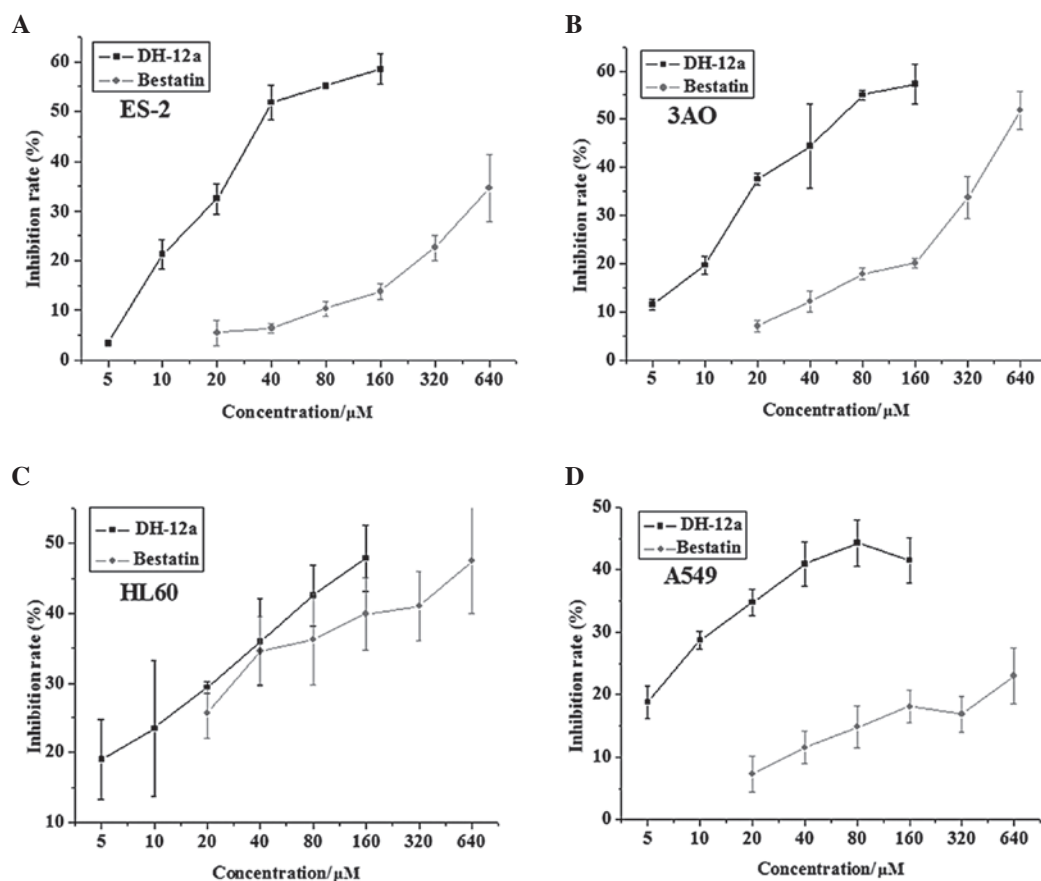 A
DH-12a
Bestatin
ES-2
Inhibition rate (%)
60
50
40
30
20
10
0
5 10 20 40 80 160 320 640
Concentration/µM
B
DH-12a
Bestatin
3AO
Inhibition rate (%)
60
50
40
30
20
10
0
5 10 20 40 80 160 320 640
Concentration/µM
C
DH-12a
Bestatin
HL60
Inhibition rate (%)
50
40
30
20
10
5 10 20 40 80 160 320 640
Concentration/µM
D
DH-12a
Bestatin
A549
Inhibition rate (%)
50
40
30
20
10
0
5 10 20 40 80 160 320 640
Concentration/µM